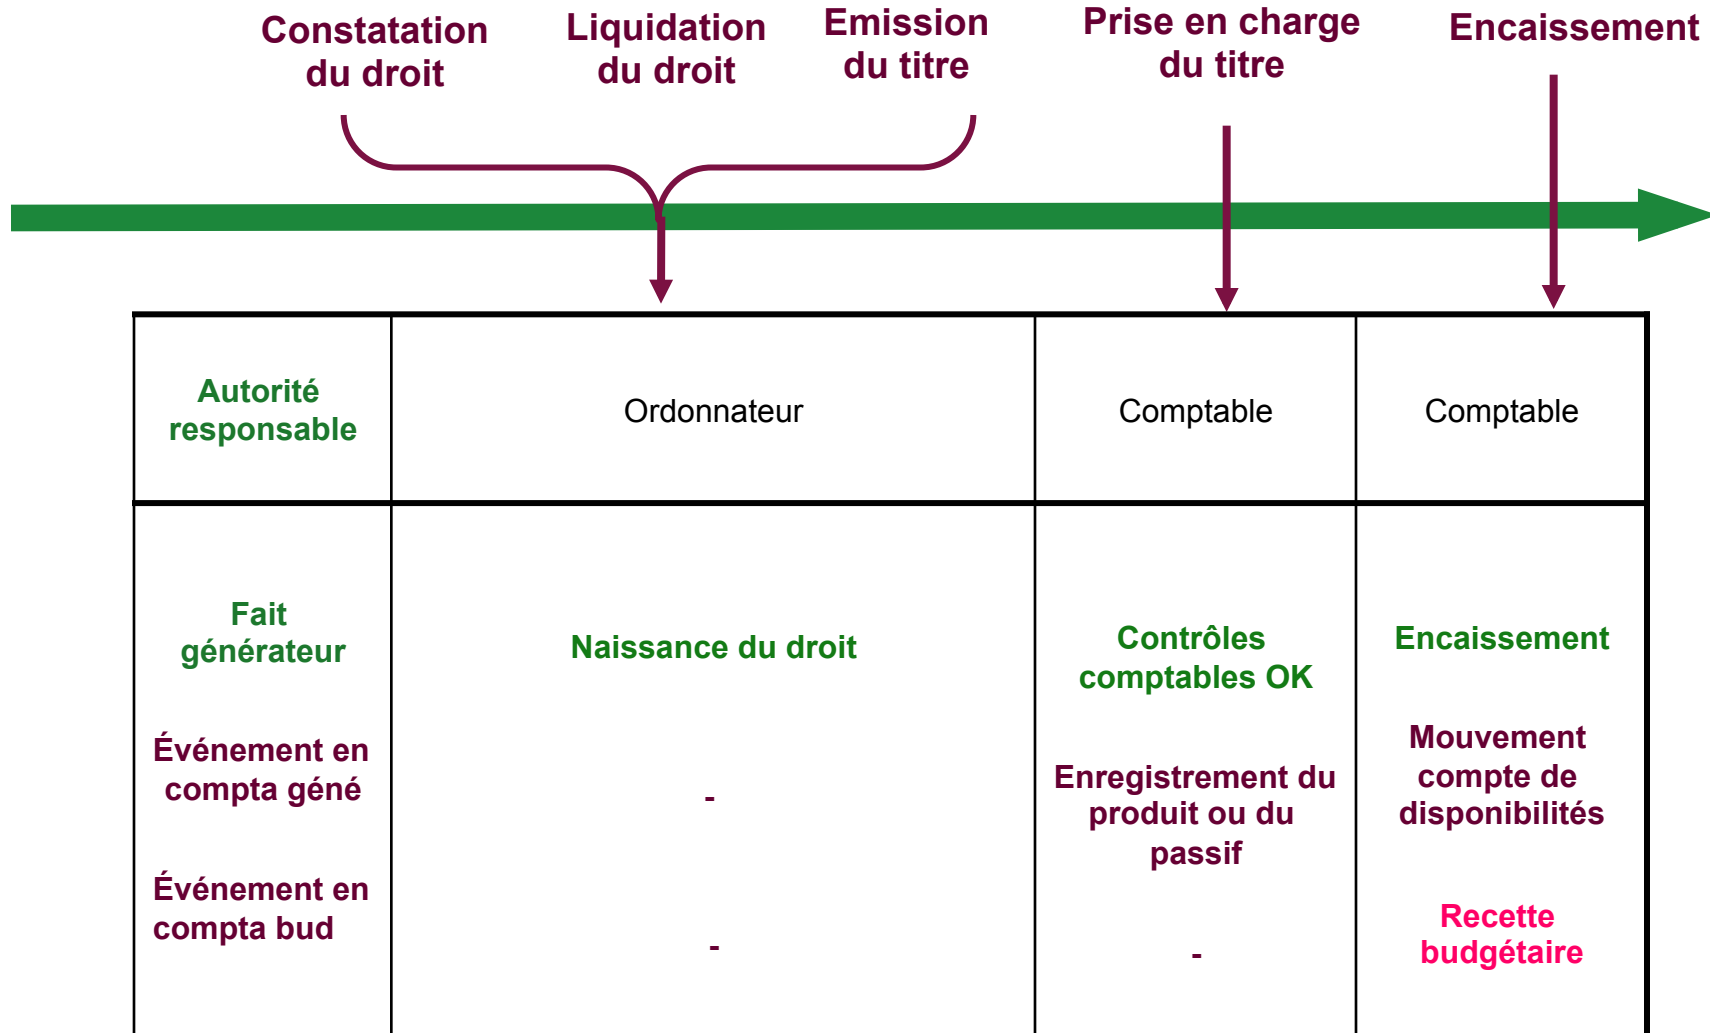 Constatation
du droit
Liquidation
du droit
Emission
du titre
Prise en charge
du titre
Encaissement
Autorité
responsable
Ordonnateur
Comptable
Comptable
Fait
générateur
Naissance du droit
Contrôles
comptables OK
Encaissement
Événement en
compta géné
-
Enregistrement du
produit ou du
passif
Mouvement
compte de
disponibilités
Événement en
compta bud
-
-
Recette
budgétaire